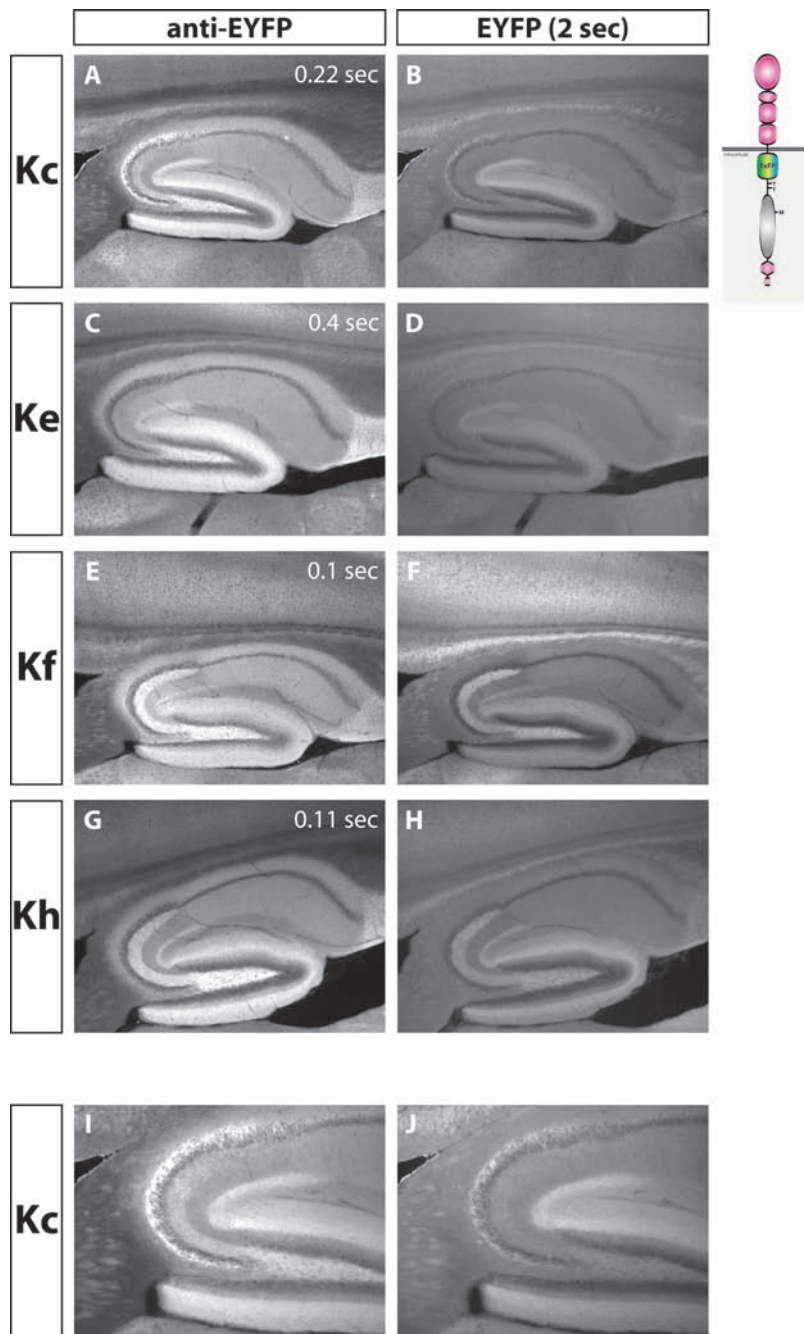 anti-EYFP
EYFP (2 sec)
Kc
A
0.22 sec
B
Ke
C
0.4 sec
D
Kf
E
0.1 sec
F
Kh
G
0.11 sec
H
Kc
I
J